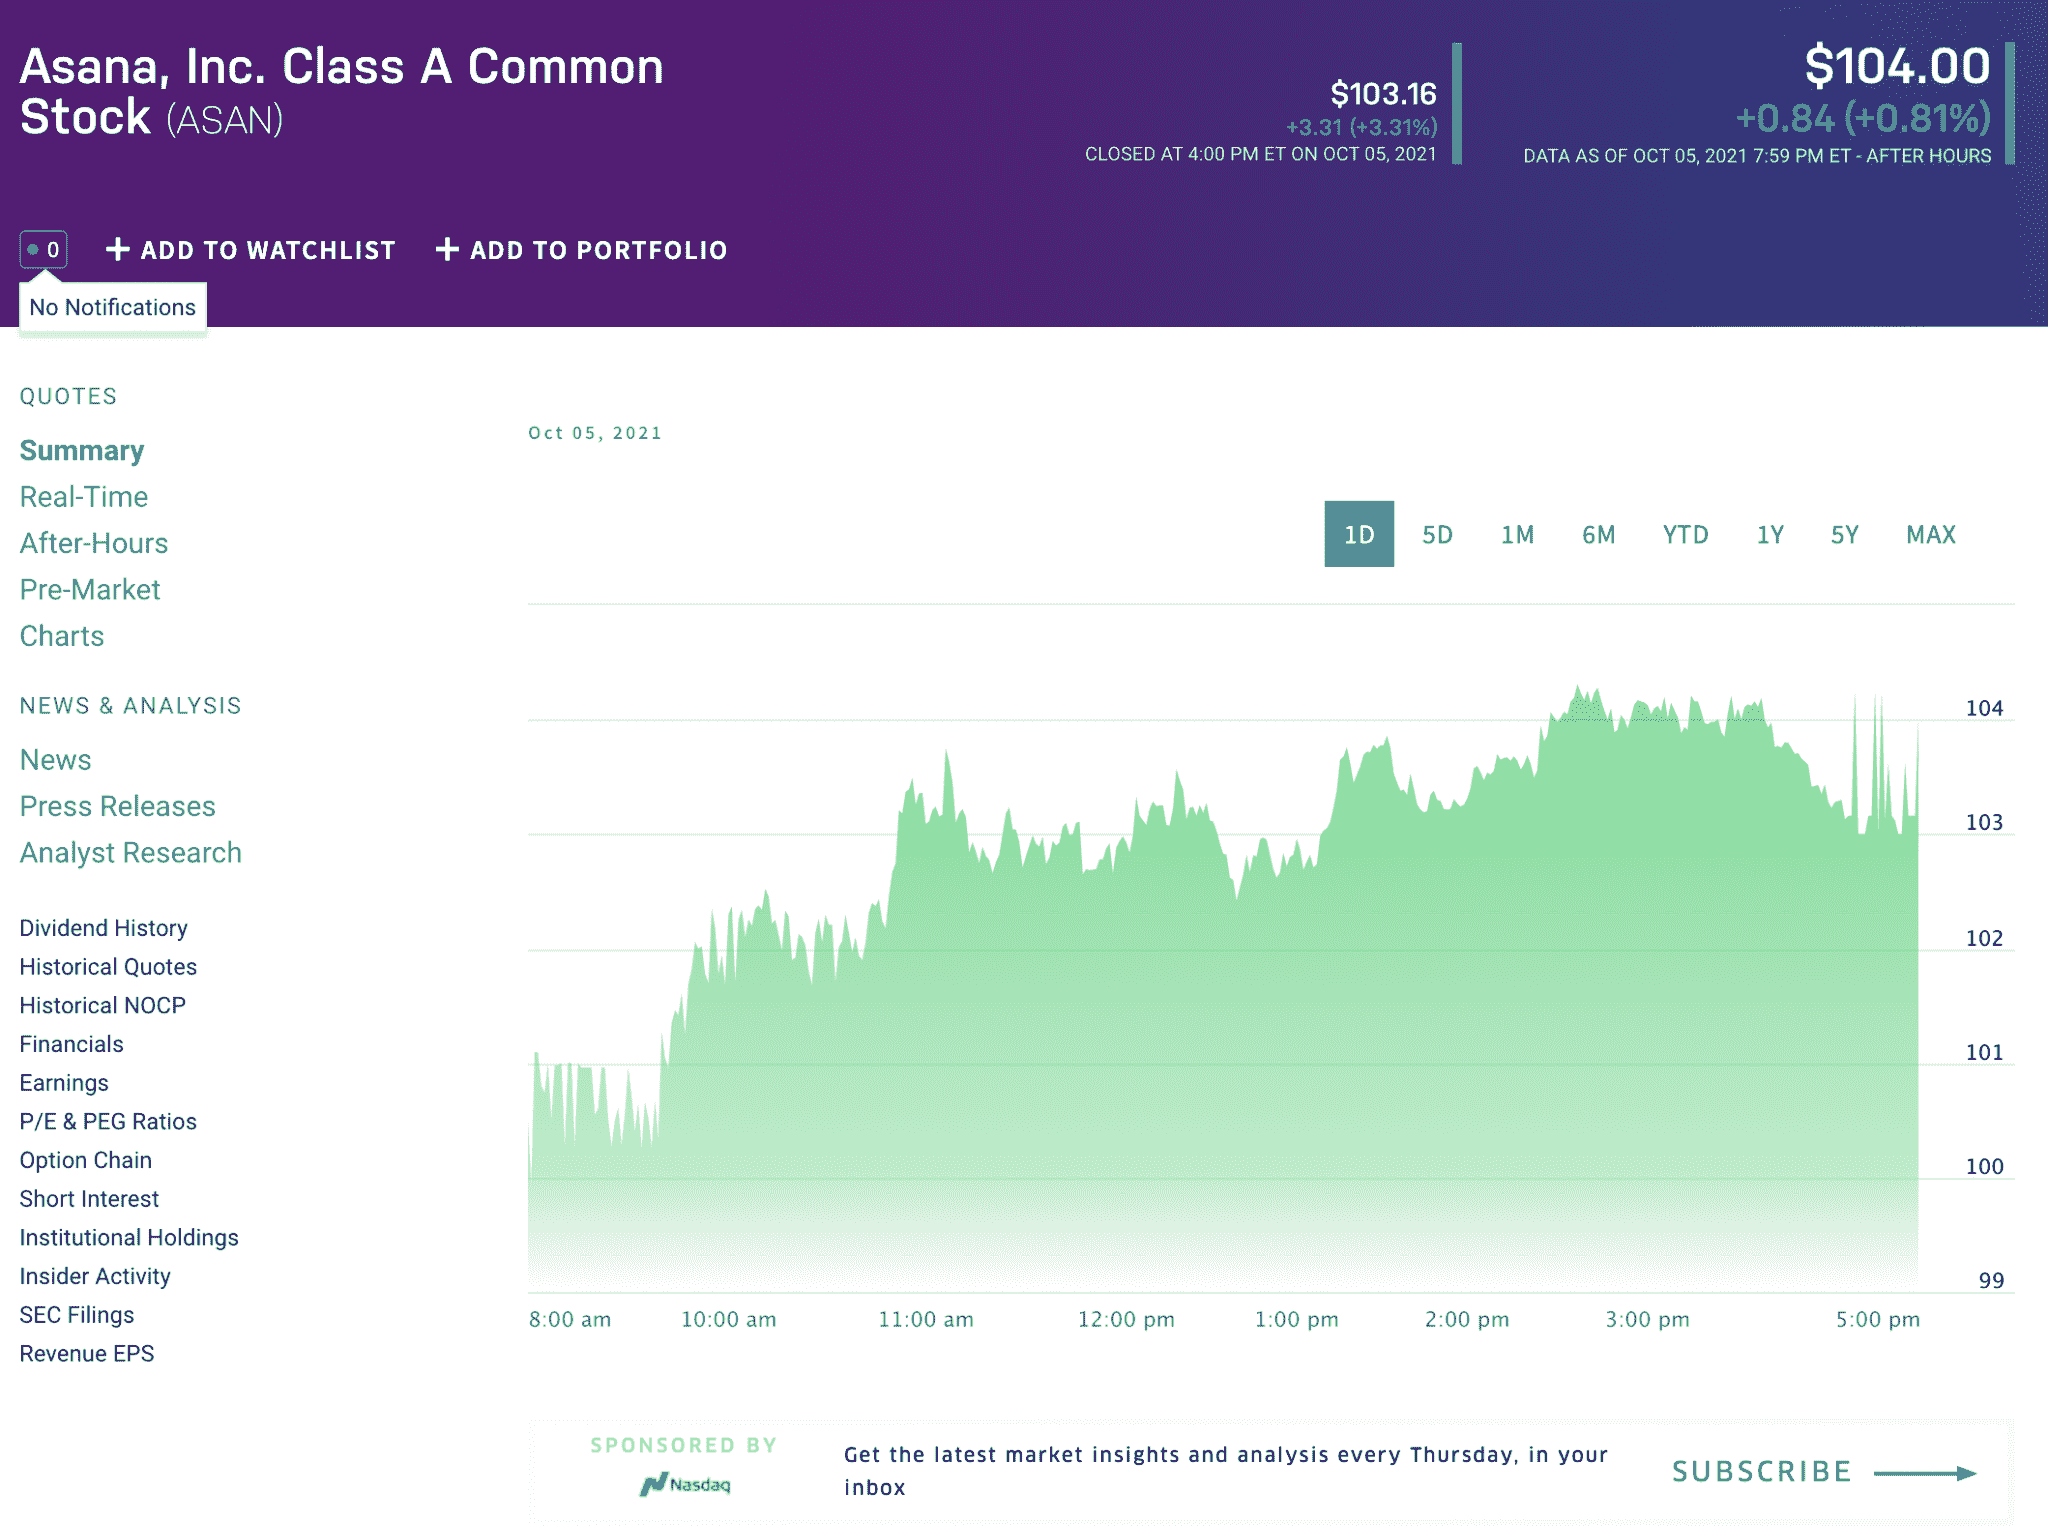 Asana, Inc. Class A Common
Stock (ASAN)
$103.16
+3.31 (+3.31%)
CLOSED AT 4:00 PM ET ON OCT 05, 2021
$104.00
+0.84 (+0.81%)
DATA AS OF OCT 05, 2021 7:59 PM ET - AFTER HOURS
0
+ ADD TO WATCHLIST
+ ADD TO PORTFOLIO
No Notifications
QUOTES
Summary
Real-Time
After-Hours
Pre-Market
Charts
NEWS & ANALYSIS
News
Press Releases
Analyst Research
Dividend History
Historical Quotes
Historical NOCP
Financials
Earnings
P/E & PEG Ratios
Option Chain
Short Interest
Institutional Holdings
Insider Activity
SEC Filings
Revenue EPS
Oct 05, 2021
1D 5D 1M 6M YTD 1Y 5Y MAX
104
103
102
101
100
99
8:00 am 10:00 am 11:00 am 12:00 pm 1:00 pm 2:00 pm 3:00 pm 5:00 pm
SPONSORED BY
Nasdaq
Get the latest market insights and analysis every Thursday, in your
inbox
SUBSCRIBE